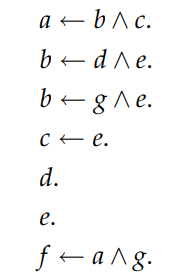 a ← b ∧ c.
b ← d ∧ e.
b ← g ∧ e.
c ← e.
d.
e.
f ← a ∧ g.